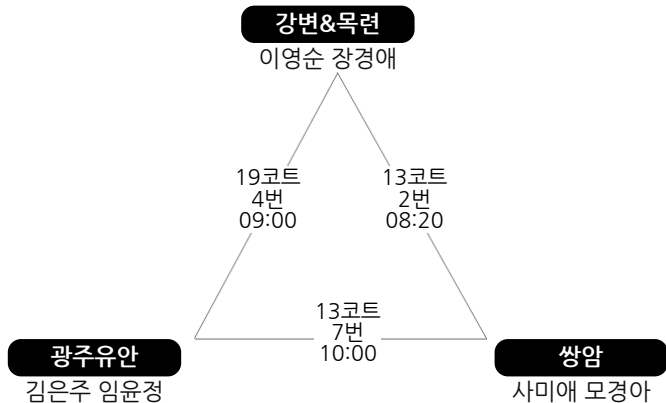 강변&목련
이영순 장경애
19코트
4번
09:00
13코트
2번
08:20
13코트
7번
10:00
광주유안
김은주 임윤정
쌍암
사미애 모경아